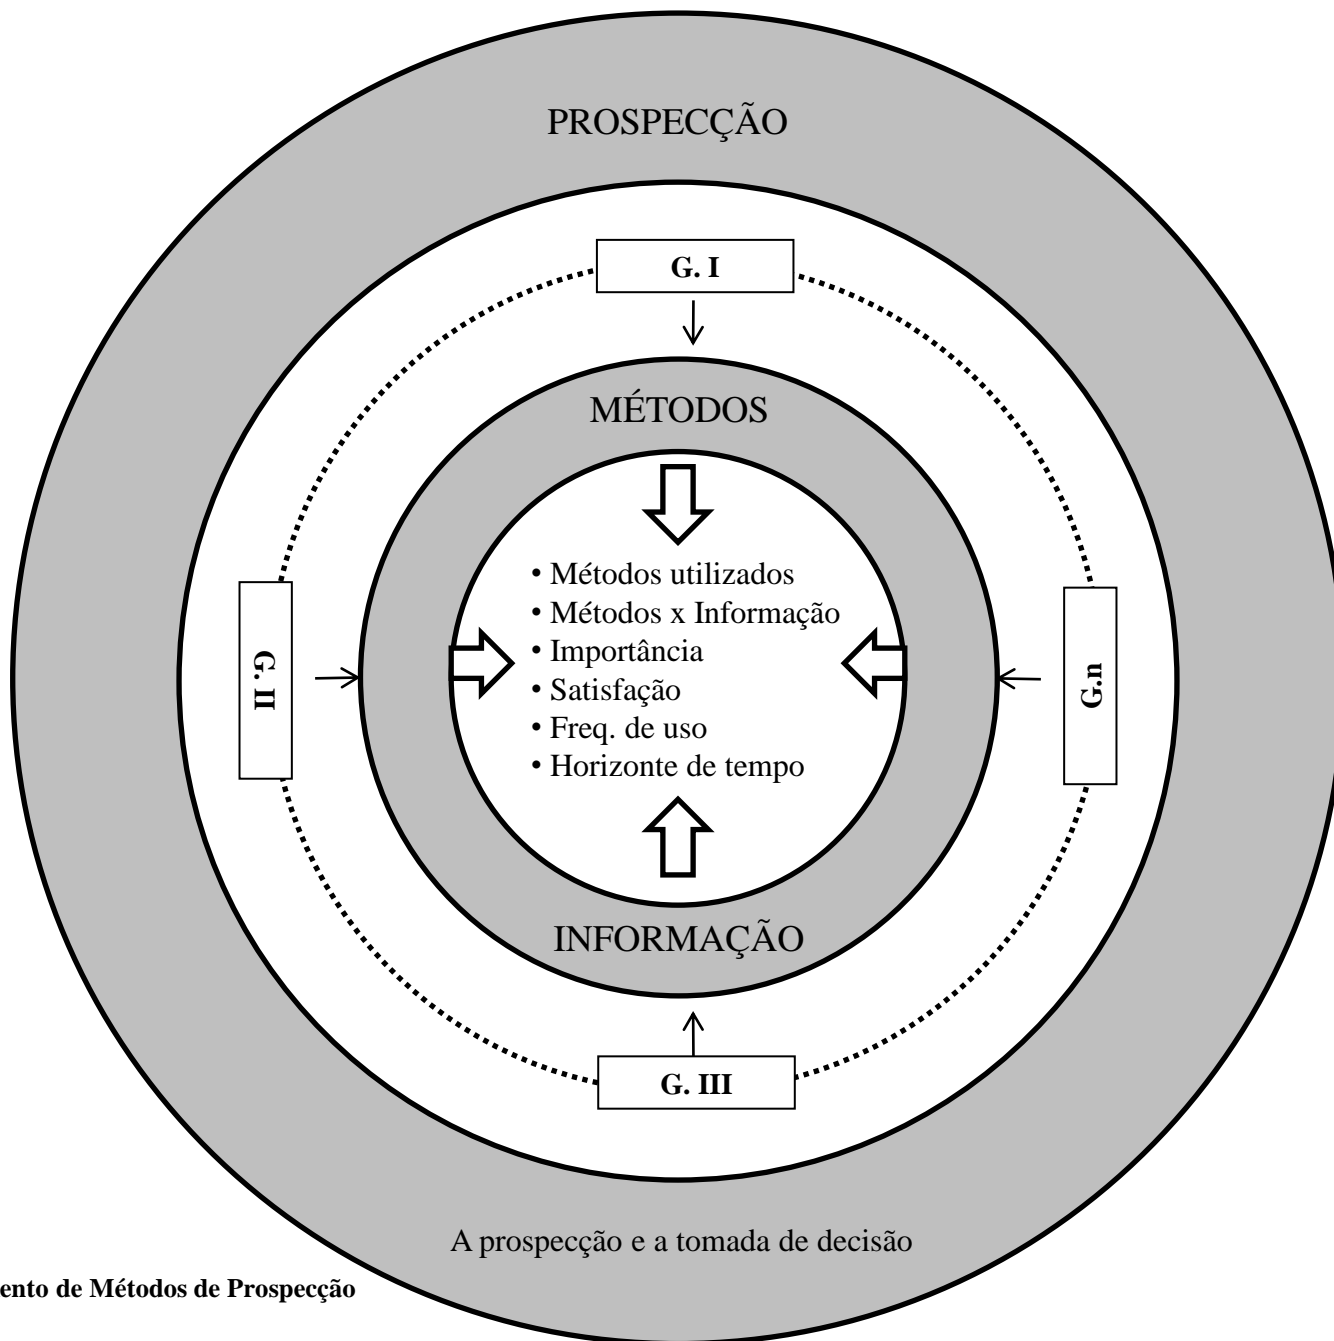 PROSPECÇÃO
G. I
MÉTODOS
• Métodos utilizados
• Métodos x Informação
• Importância
• Satisfação
• Freq. de uso
• Horizonte de tempo
G. II
G.n
INFORMAÇÃO
G. III
A prospecção e a tomada de decisão
ento de Métodos de Prospecção